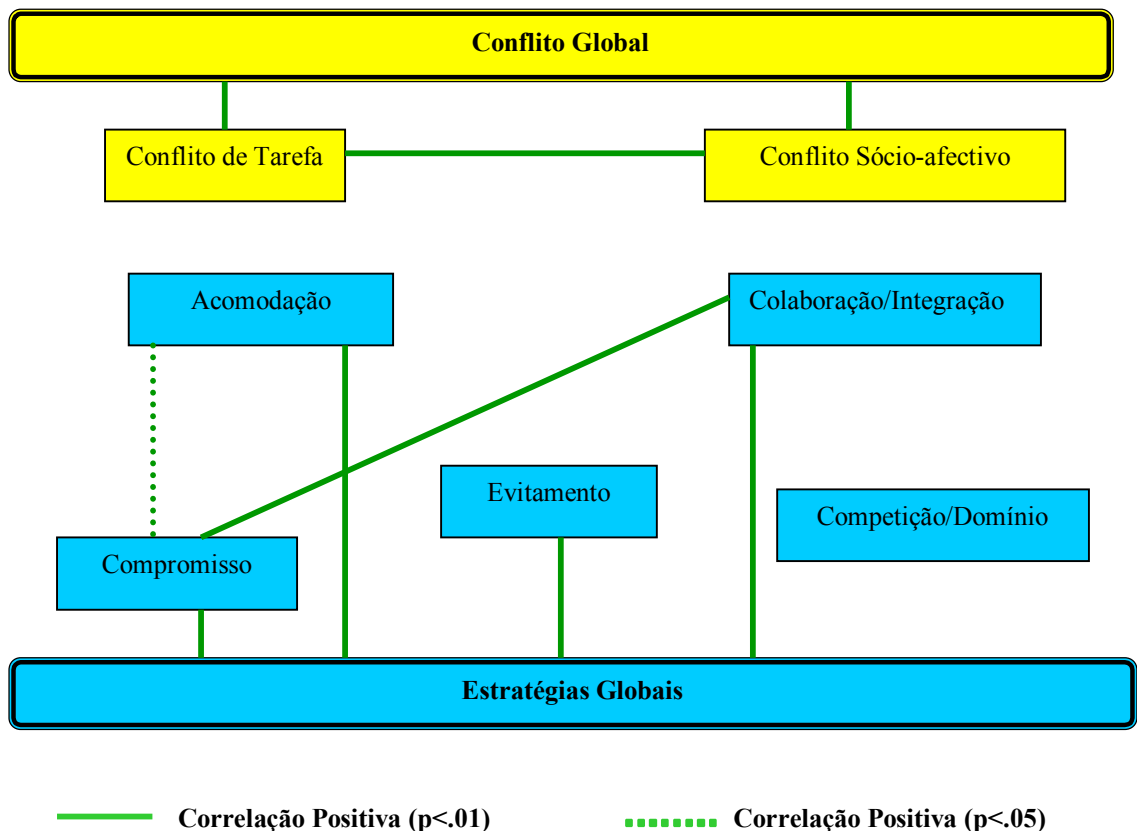 Conflito Global
Conflito de Tarefa
Conflito Sócio-afectivo
Acomodação
Colaboração/Integração
Evitamento
Competição/Domínio
Compromisso
Estratégias Globais
Correlação Positiva (p<.01)
Correlação Positiva (p<.05)